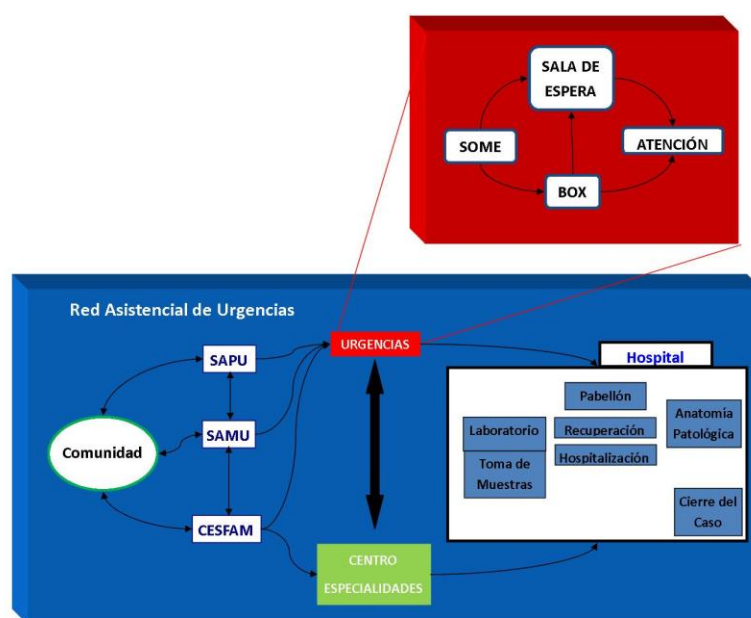 SALA DE
ESPERA
SOME
ATENCIÓN
BOX
Red Asistencial de Urgencias
URGENCIAS
SAPU
Hospital
Pabellón
Anatomía
Patológica
Laboratorio
Recuperación
SAMU
Comunidad
Toma de
Muestras
Hospitalización
Cierre del
Caso
CESFAM
CENTRO
ESPECIALIDADES